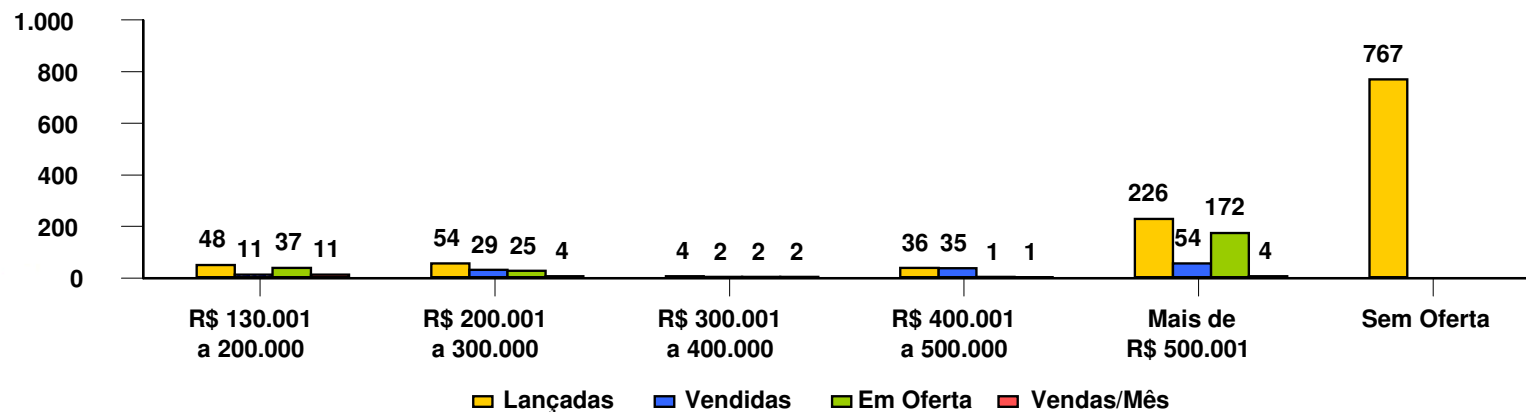 1.000
800
600
400
200
0
48 11 37 11
54 29 25 4
4 2 2 2
36 35 1 1
226 54 172 4
767
R$ 130.001
a 200.000
R$ 200.001
a 300.000
R$ 300.001
a 400.000
R$ 400.001
a 500.000
Mais de
R$ 500.001
Sem Oferta
Lançadas Vendidas Em Oferta Vendas/Mês